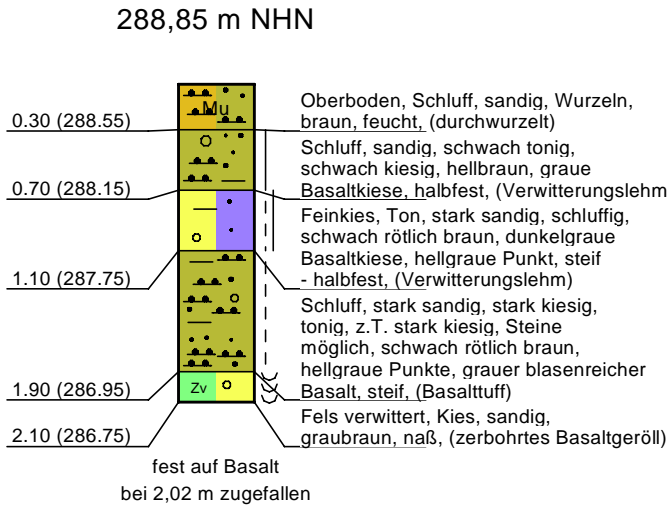 288,85 m NHN
Mu
Oberboden, Schluff, sandig, Wurzeln,
braun, feucht, (durchwurzelt)
0.30 (288.55)
Schluff, sandig, schwach tonig,
schwach kiesig, hellbraun, graue
Basaltkiese, halbfest, (Verwitterungslehm
0.70 (288.15)
Feinkies, Ton, stark sandig, schluffig,
schwach rötlich braun, dunkelgraue
Basaltkiese, hellgraue Punkt, steif
- halbfest, (Verwitterungslehm)
1.10 (287.75)
Schluff, stark sandig, stark kiesig,
tonig, z.T. stark kiesig, Steine
möglich, schwach rötlich braun,
hellgraue Punkte, grauer blasenreicher
Basalt, steif, (Basalttuff)
1.90 (286.95)
Zv
Fels verwittert, Kies, sandig,
graubraun, naß, (zerbohrtes Basaltgeröll)
2.10 (286.75)
fest auf Basalt
bei 2,02 m zugefallen